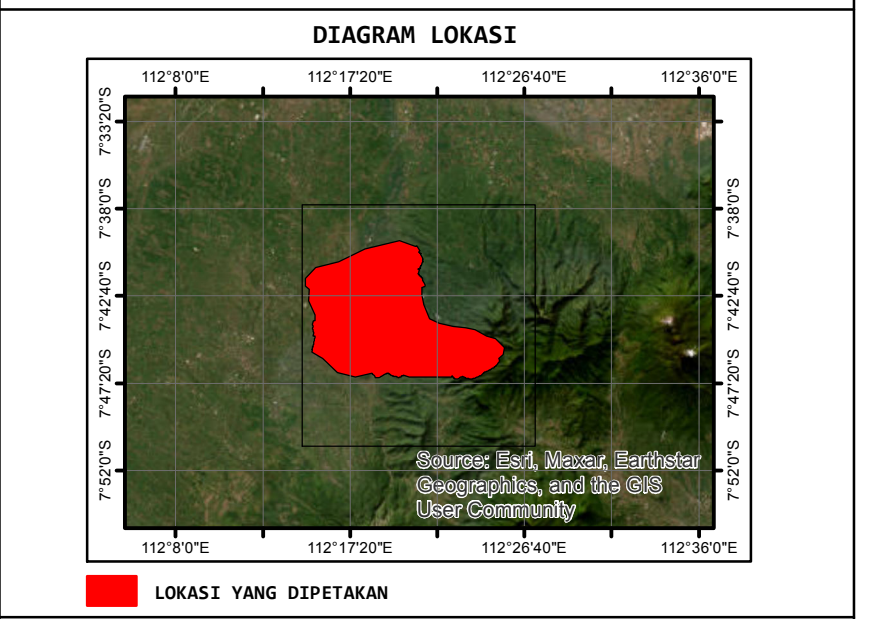 DIAGRAM LOKASI
112°8'0"E 112°17'20"E 112°26'40"E 112°36'0"E
7°33'20"S
7°38'0"S 7°38'0"S
7°42'40"S 7°42'40"S
7°47'20"S 7°47'20"S
7°52'0"S 7°52'0"S
Source: Esri, Maxar, Earthstar
Geographics, and the GIS
User Community
112°8'0"E 112°17'20"E 112°26'40"E 112°36'0"E
LOKASI YANG DIPETAKAN